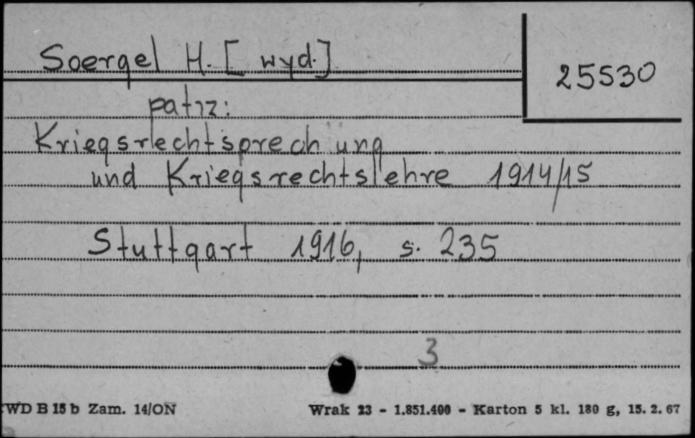 Soergel H. [wyd.]
25530
patrz:
Kriegsrechtsprechung
und Kriegsrechtslehre 1914/15
Stuttgart 1916, s. 235
3
WD B 15 b Zam. 14/ON
Wrak 23 - 1.851.400 - Karton 5 kl. 180 g, 15. 2. 67